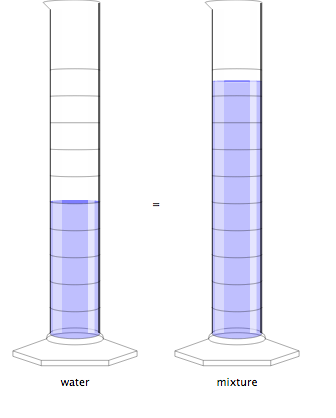 =
water
mixture